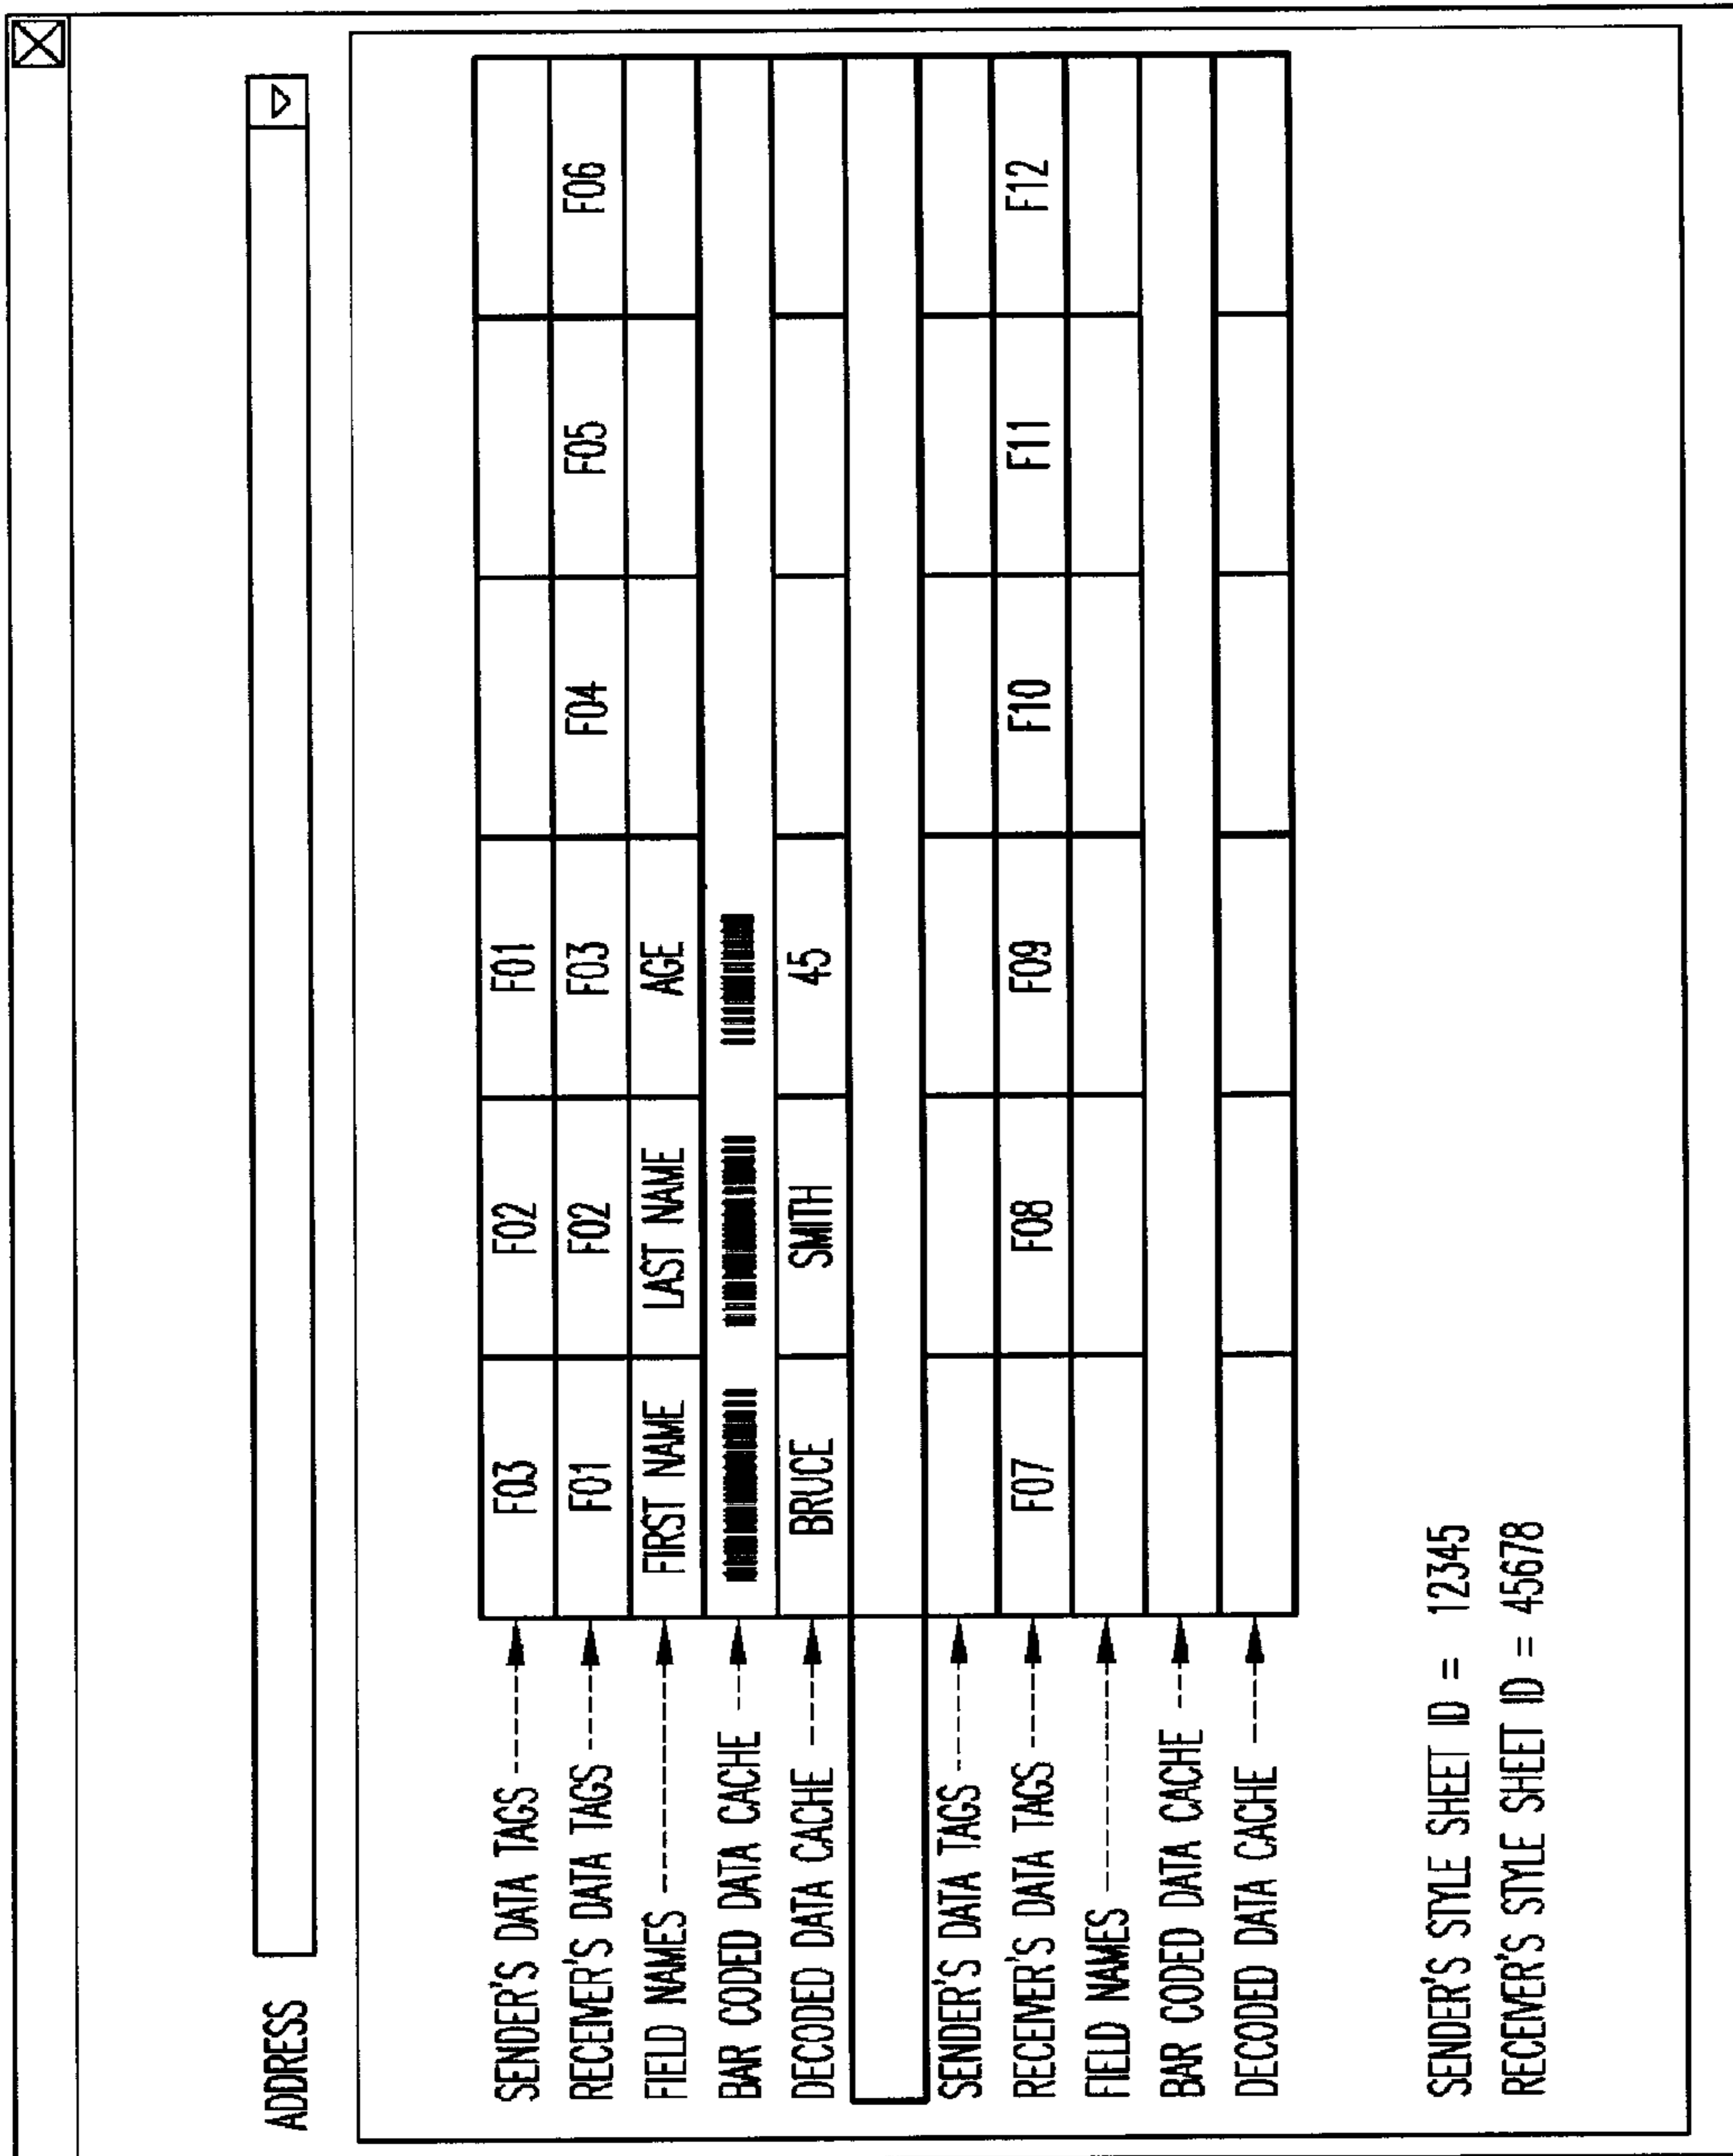 ADDRESS
SENDER'S DATA TAGS F03 F02 F01
RECEIVER'S DATA TAGS F01 F02 F03 F04 F05 F06
FIELD NAMES FIRST NAME LAST NAME AGE
BAR CODED DATA CACHE
DECODED DATA CACHE BRUCE SMITH 45
SENDER'S DATA TAGS
RECEIVER'S DATA TAGS F07 F08 F09 F10 F11 F12
FIELD NAMES
BAR CODED DATA CACHE
DECODED DATA CACHE
SENDER'S STYLE SHEET ID = 12345
RECEIVER'S STYLE SHEET ID = 45678